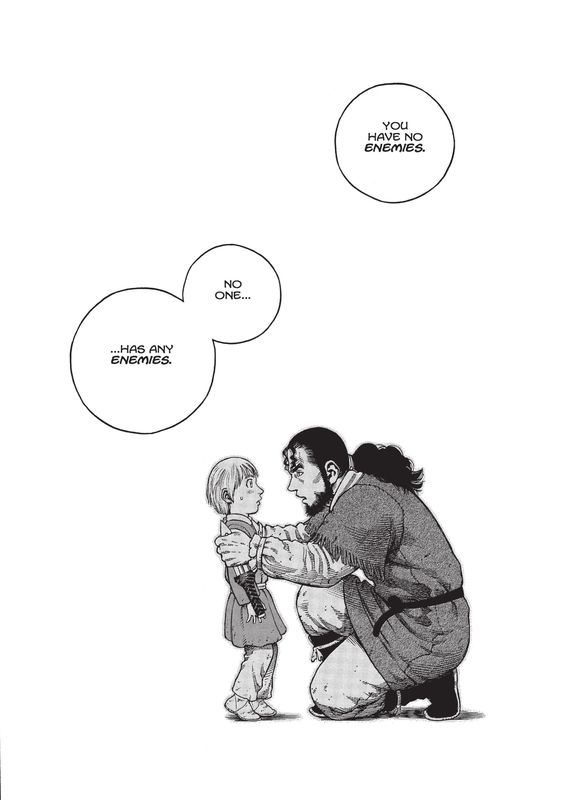 YOU
HAVE NO
ENEMIES.
NO
ONE...
...HAS ANY
ENEMIES.